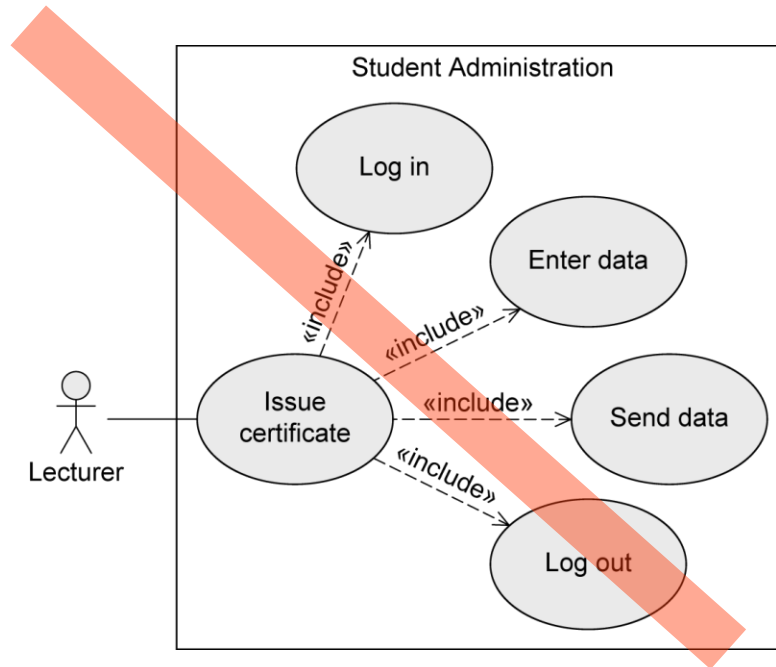 Student Administration
Log in
Enter data
«include»
«include»
Issue
certificate
«include»
Send data
Lecturer
«include»
Log out